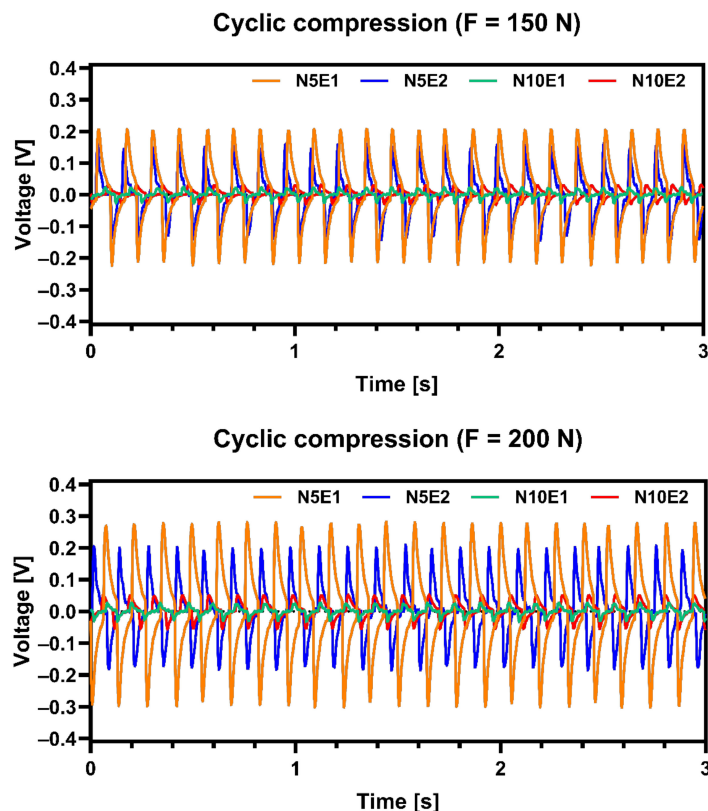 Cyclic compression (F = 150 N)
N5E1 N5E2 N10E1 N10E2
0.4
0.3
0.2
0.1
0.0
–0.1
–0.2
–0.3
–0.4
Voltage [V]
0 1 2 3
Time [s]
Cyclic compression (F = 200 N)
N5E1 N5E2 N10E1 N10E2
0.4
0.3
0.2
0.1
0.0
–0.1
–0.2
–0.3
–0.4
Voltage [V]
0 1 2 3
Time [s]